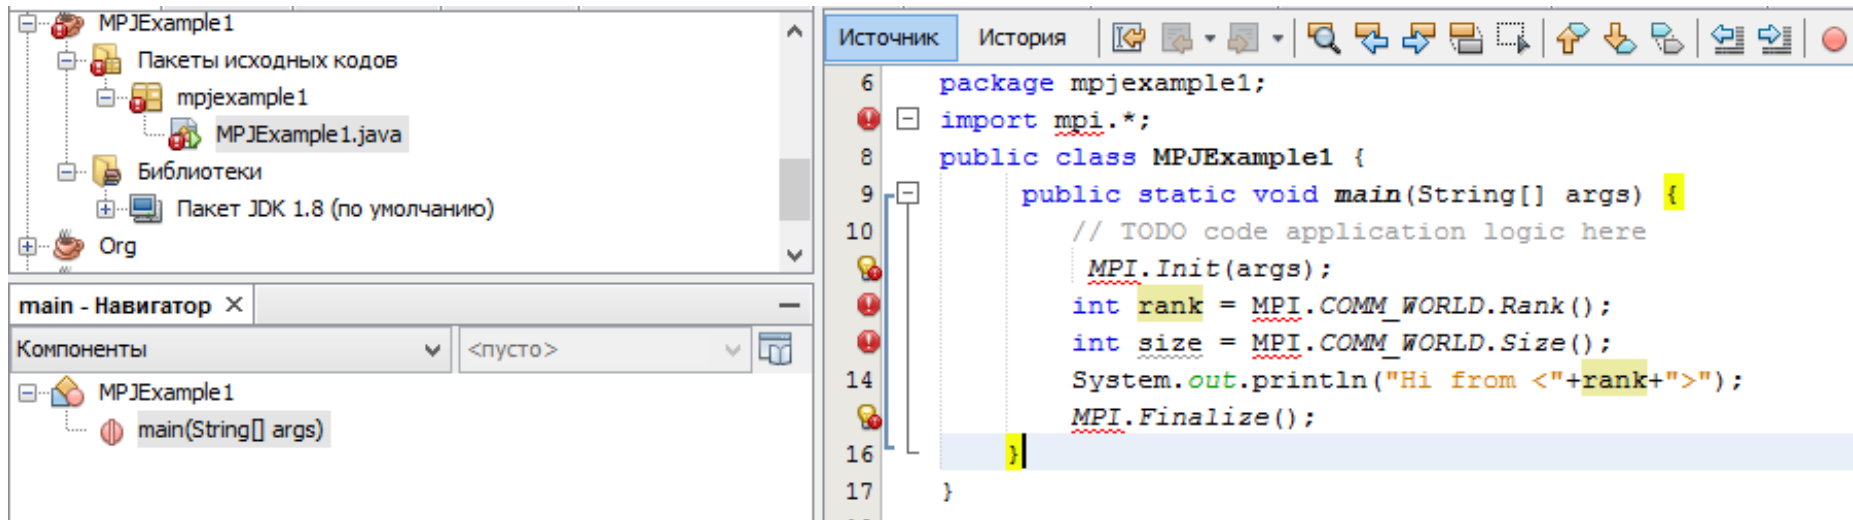 MPJExample1
Пакеты исходных кодов
mpjexample1
MPJExample1.java
Библиотеки
Пакет JDK 1.8 (по умолчанию)
Org
main - Навигатор
Компоненты
<пусто>
MPJExample1
main(String[] args)
Источник История
6 package mpjexample1;
import mpi.*;
8 public class MPJExample1 {
9 public static void main(String[] args) {
10 // TODO code application logic here
MPI.Init(args);
int rank = MPI.COMM_WORLD.Rank();
int size = MPI.COMM_WORLD.Size();
14 System.out.println("Hi from <"+rank+">");
MPI.Finalize();
16 }
17 }